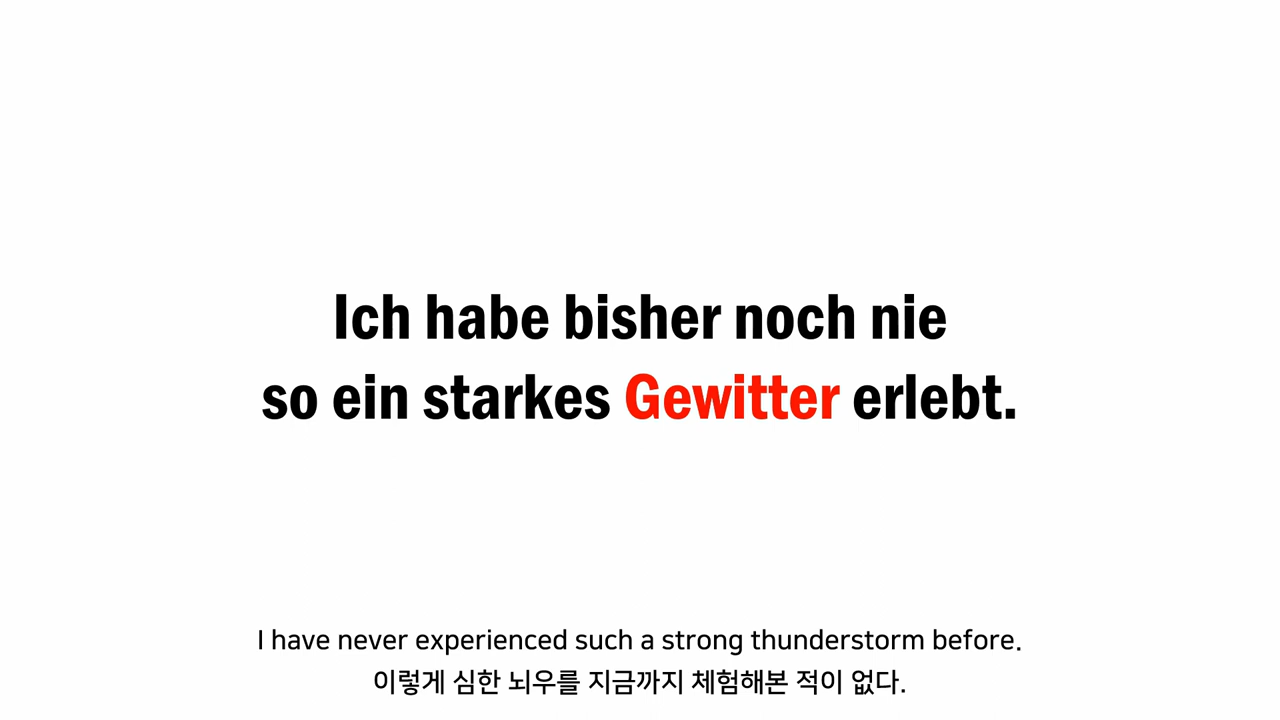 Ich habe bisher noch nie
so ein starkes Gewitter erlebt.
I have never experienced such a strong thunderstorm before.
이렇게 심한 뇌우를 지금까지 체험해본 적이 없다.